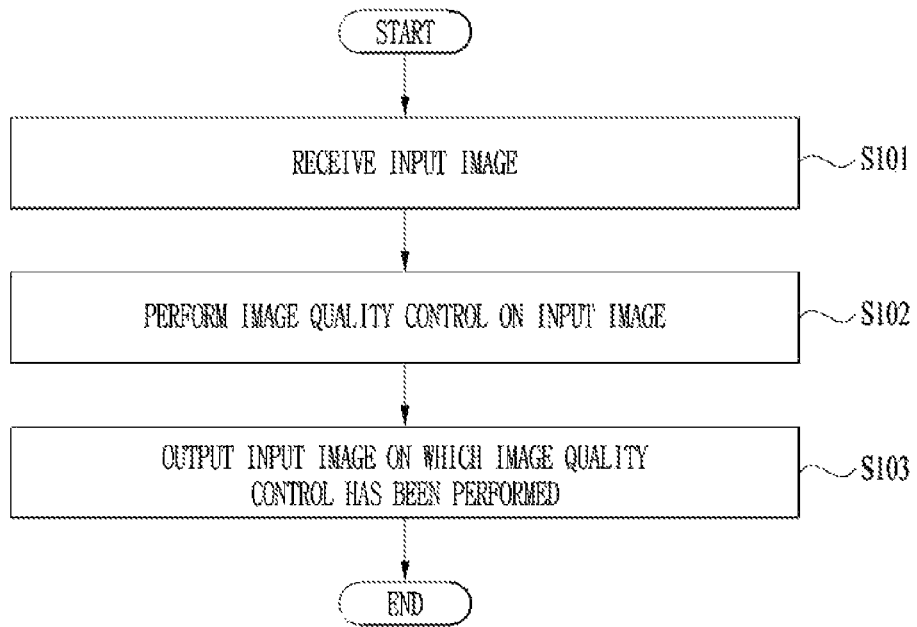 START
RECEIVE INPUT IMAGE
S101
PERFORM IMAGE QUALITY CONTROL ON INPUT IMAGE
S102
OUTPUT INPUT IMAGE ON WHICH IMAGE QUALITY
CONTROL HAS BEEN PERFORMED
S103
END